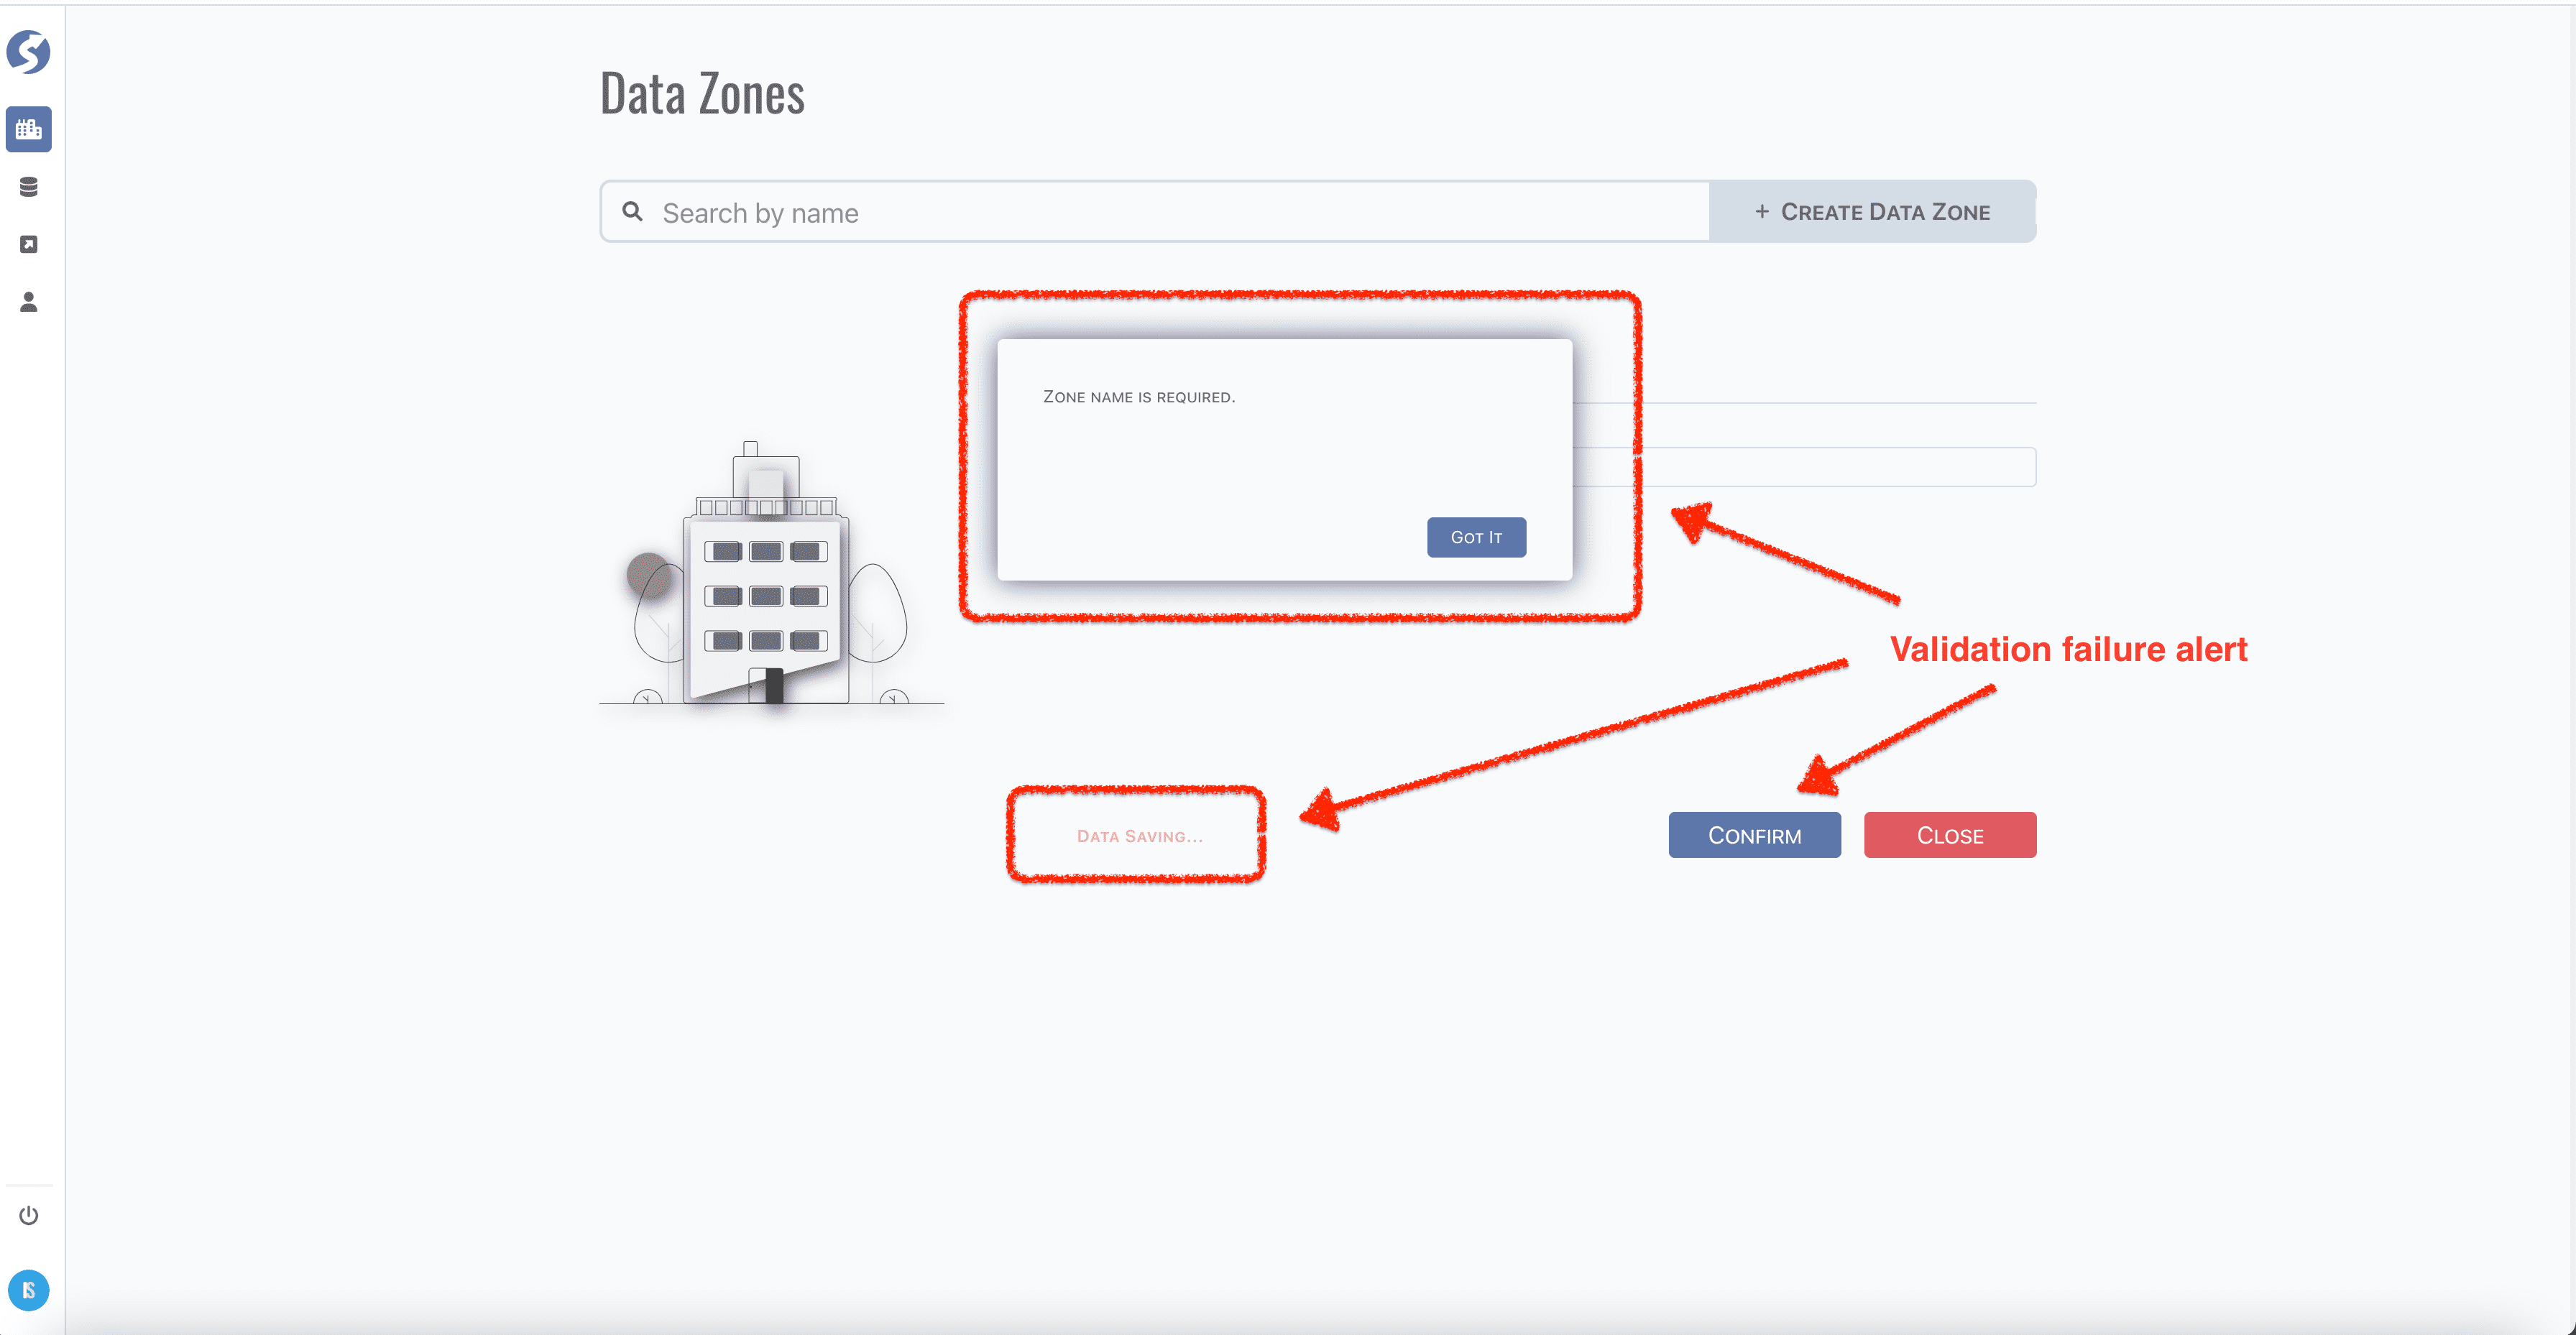 Data Zones
Search by name
+ Create Data Zone
Zone name is required.
Got It
Validation failure alert
Data Saving...
Confirm
Close
IS